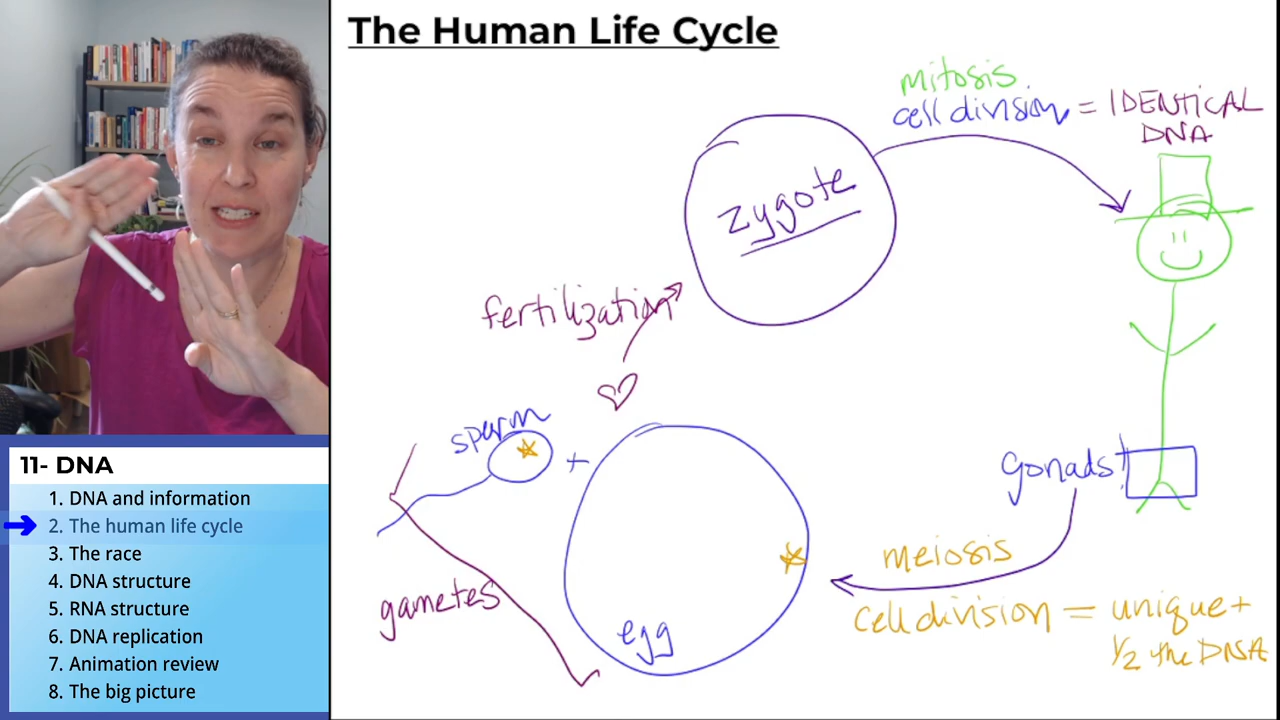 The Human Life Cycle
mitosis
cell division = IDENTICAL
DNA
zygote
fertilization
sperm
+
gonads!
meiosis
gametes
cell division = unique +
1/2 the DNA
egg
11- DNA
1. DNA and information
2. The human life cycle
3. The race
4. DNA structure
5. RNA structure
6. DNA replication
7. Animation review
8. The big picture